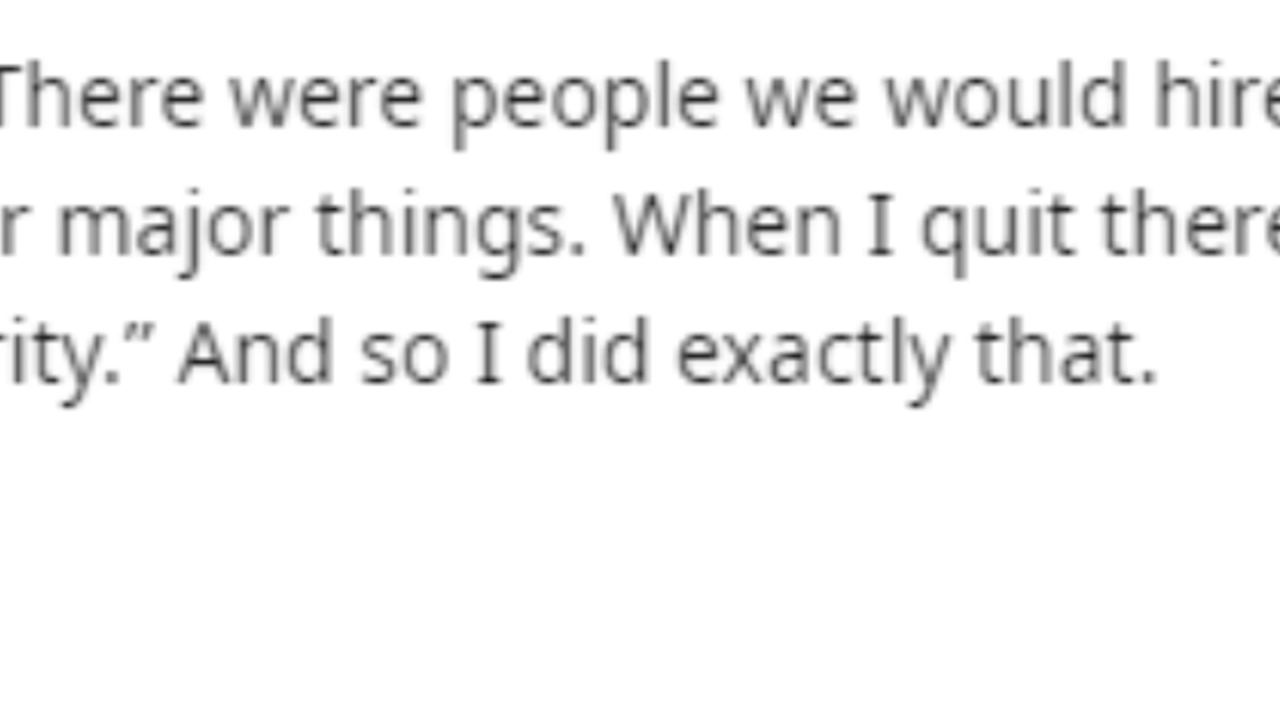 There were people we would hire
r major things. When I quit there
rity.” And so I did exactly that.